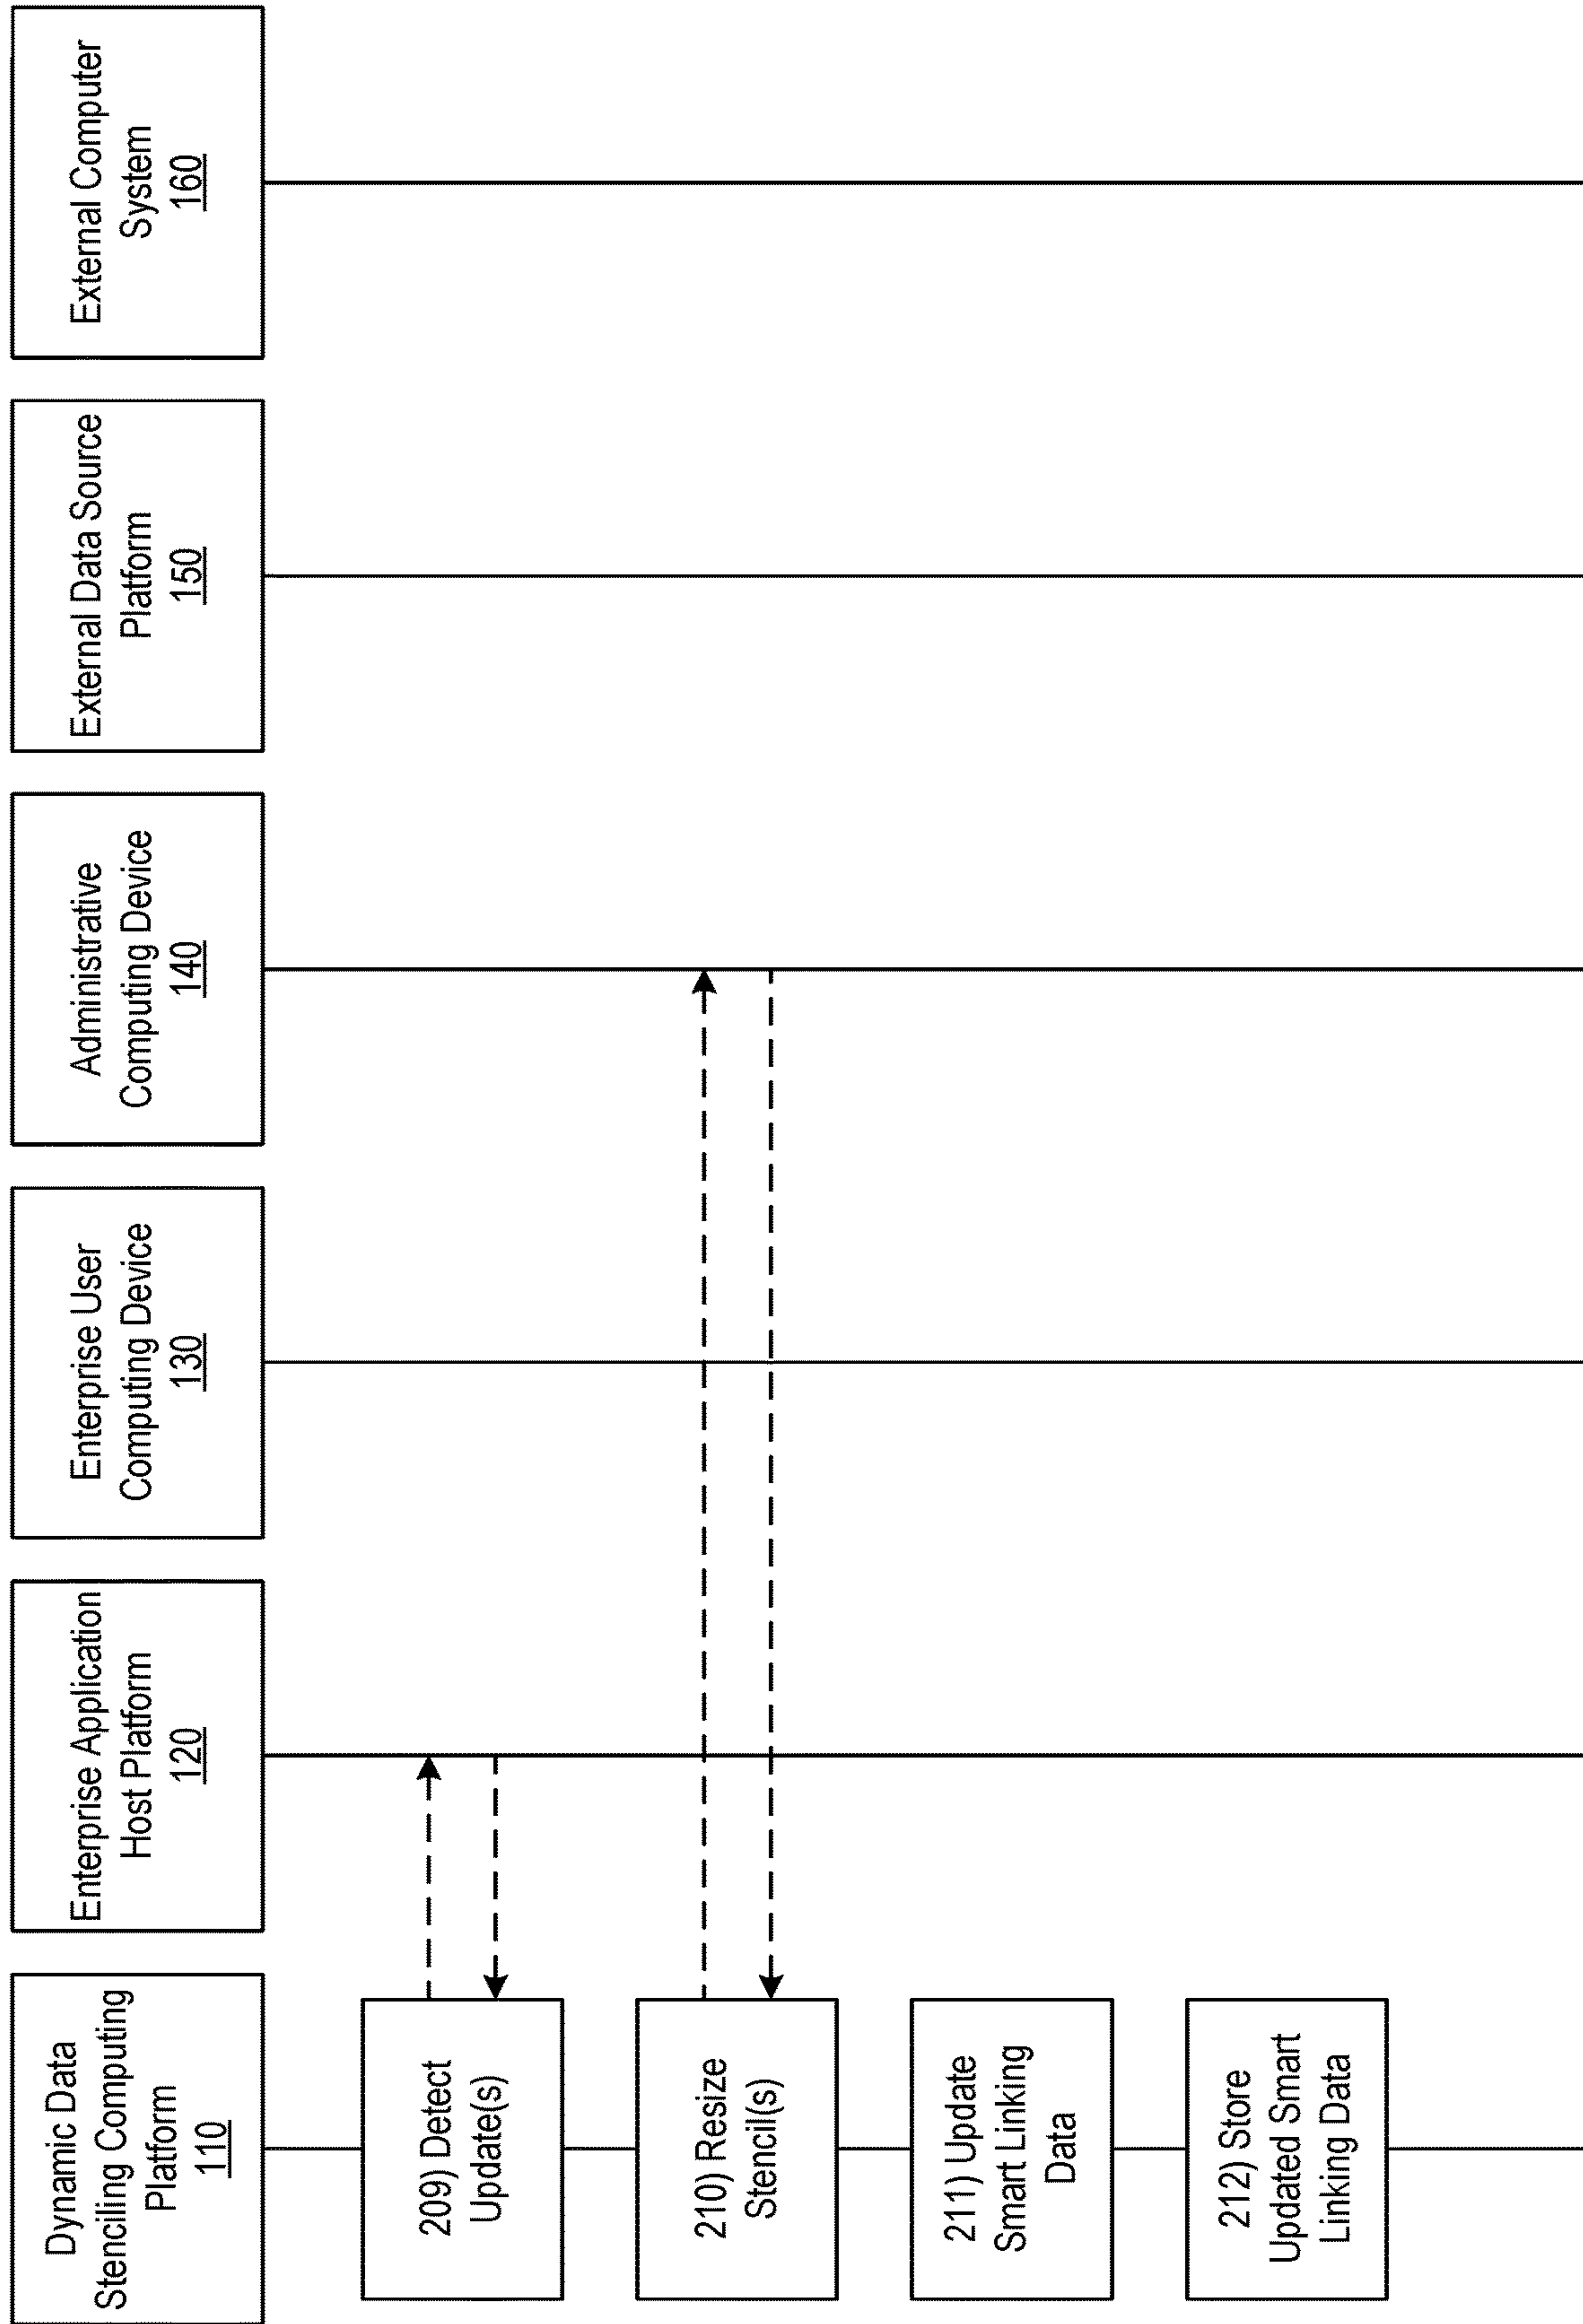 Dynamic Data
Stenciling Computing
Platform
110
Enterprise Application
Host Platform
120
Enterprise User
Computing Device
130
Administrative
Computing Device
140
External Data Source
Platform
150
External Computer
System
160
209) Detect
Update(s)
210) Resize
Stencil(s)
211) Update
Smart Linking
Data
212) Store
Updated Smart
Linking Data